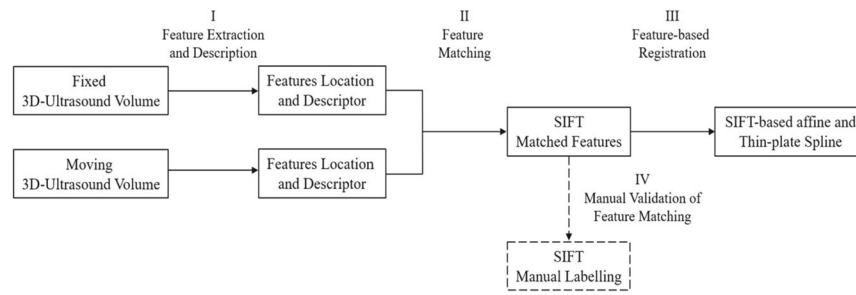 I
Feature Extraction
and Description
II
Feature
Matching
III
Feature-based
Registration
Fixed
3D-Ultrasound Volume
Features Location
and Descriptor
Moving
3D-Ultrasound Volume
Features Location
and Descriptor
SIFT
Matched Features
SIFT-based affine and
Thin-plate Spline
IV
Manual Validation of
Feature Matching
SIFT
Manual Labelling